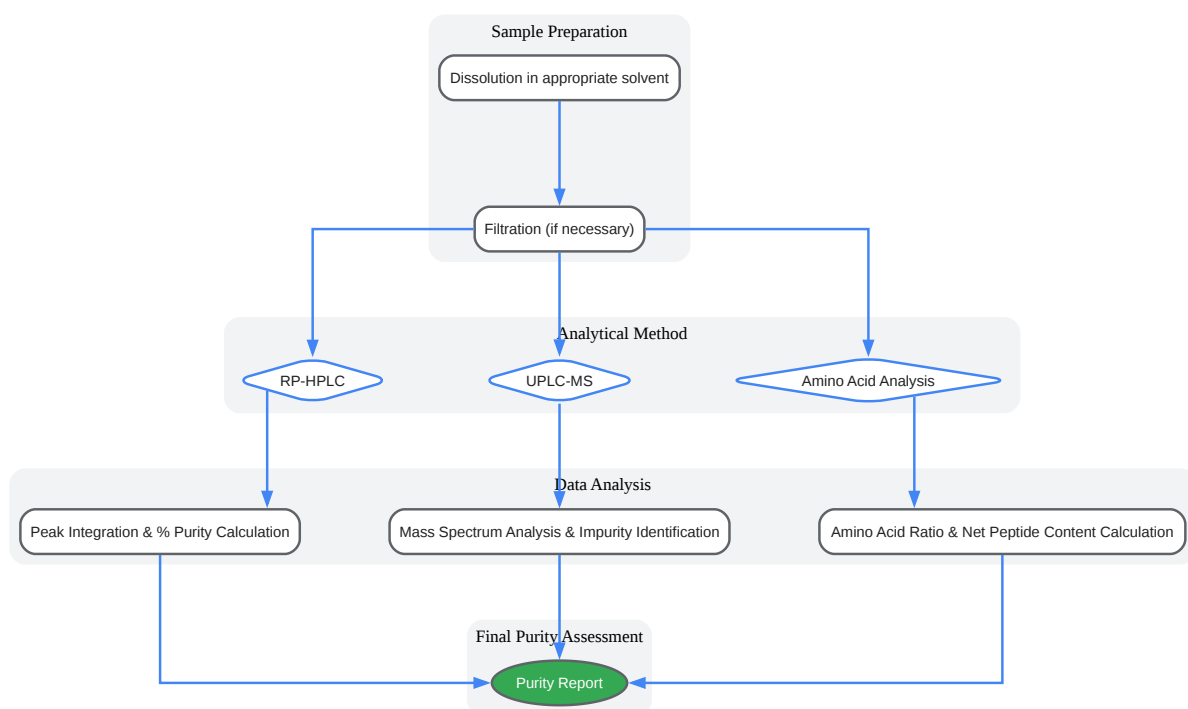 Sample Preparation
Dissolution in appropriate solvent
Filtration (if necessary)
Analytical Method
RP-HPLC
UPLC-MS
Amino Acid Analysis
Data Analysis
Peak Integration & % Purity Calculation
Mass Spectrum Analysis & Impurity Identification
Amino Acid Ratio & Net Peptide Content Calculation
Final Purity Assessment
Purity Report